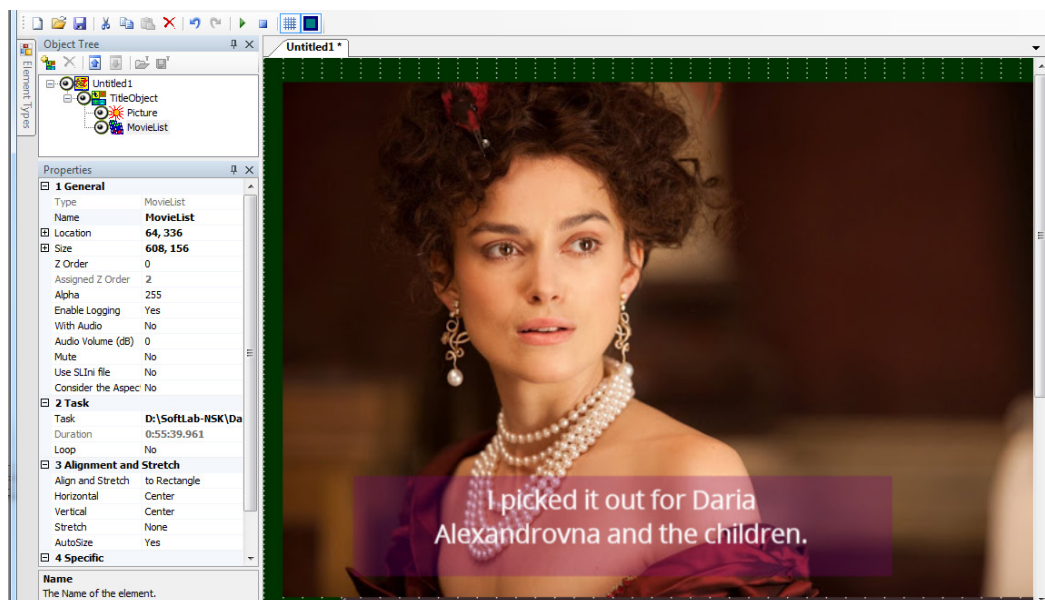 Object Tree
Untitled1 *
Element Types
Untitled1
TitleObject
Picture
MovieList
Properties
1 General
Type MovieList
Name MovieList
Location 64, 336
Size 608, 156
Z Order 0
Assigned Z Order 2
Alpha 255
Enable Logging Yes
With Audio No
Audio Volume (dB) 0
Mute No
Use SLIni file No
Consider the Aspec No
2 Task
Task D:\SoftLab-NSK\Da
Duration 0:55:39.961
Loop No
3 Alignment and Stretch
Align and Stretch to Rectangle
Horizontal Center
Vertical Center
Stretch None
AutoSize Yes
4 Specific
Name
The Name of the element.
I picked it out for Daria
Alexandrovna and the children.